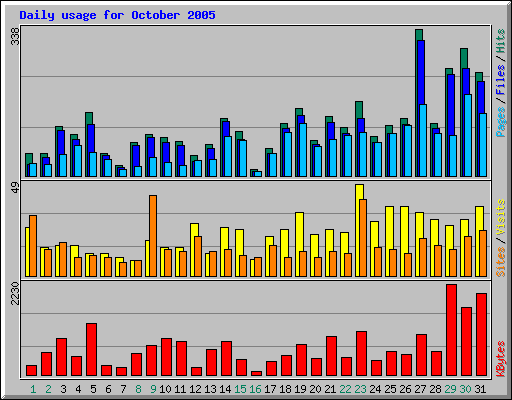 Daily usage for October 2005
338
Pages / Files / Hits
49
Sites / Visits
2230
KBytes
1 2 3 4 5 6 7 8 9 10 11 12 13 14 15 16 17 18 19 20 21 22 23 24 25 26 27 28 29 30 31